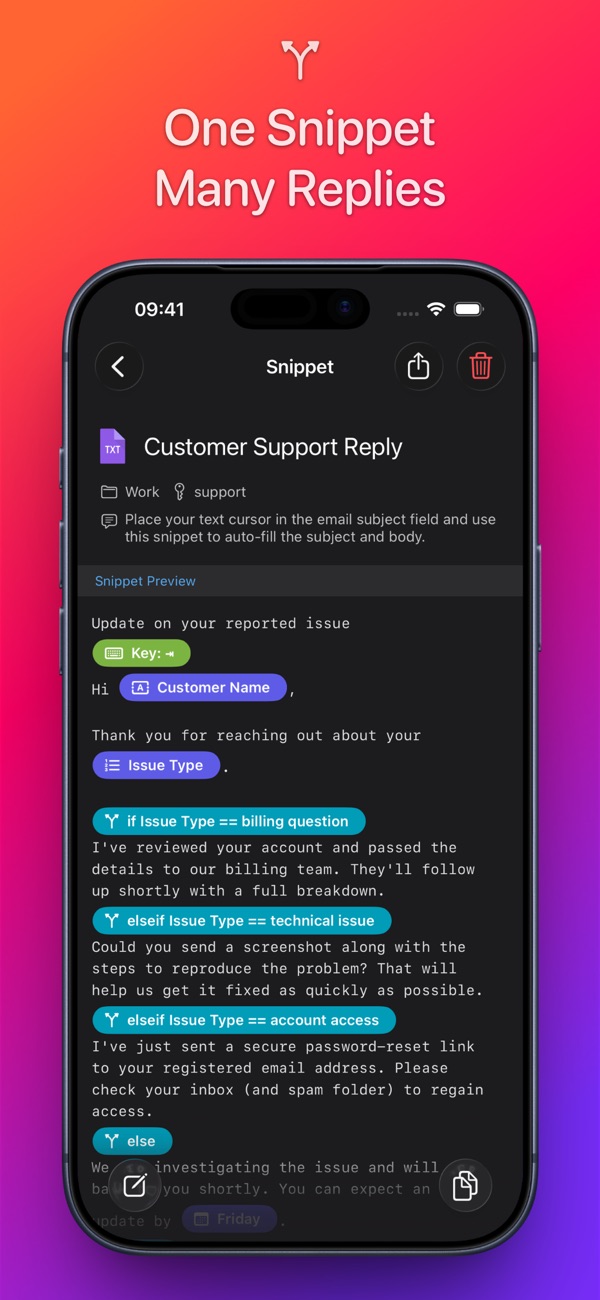 One Snippet
Many Replies
09:41
Snippet
TXT
Customer Support Reply
Work support
Place your text cursor in the email subject field and use
this snippet to auto-fill the subject and body.
Snippet Preview
Update on your reported issue
Key: ⇥
Hi Customer Name ,
Thank you for reaching out about your
Issue Type .
if Issue Type == billing question
I've reviewed your account and passed the
details to our billing team. They'll follow
up shortly with a full breakdown.
elseif Issue Type == technical issue
Could you send a screenshot along with the
steps to reproduce the problem? That will
help us get it fixed as quickly as possible.
elseif Issue Type == account access
I've just sent a secure password-reset link
to your registered email address. Please
check your inbox (and spam folder) to regain
access.
else
We investigating the issue and will
you shortly. You can expect an
update by Friday .